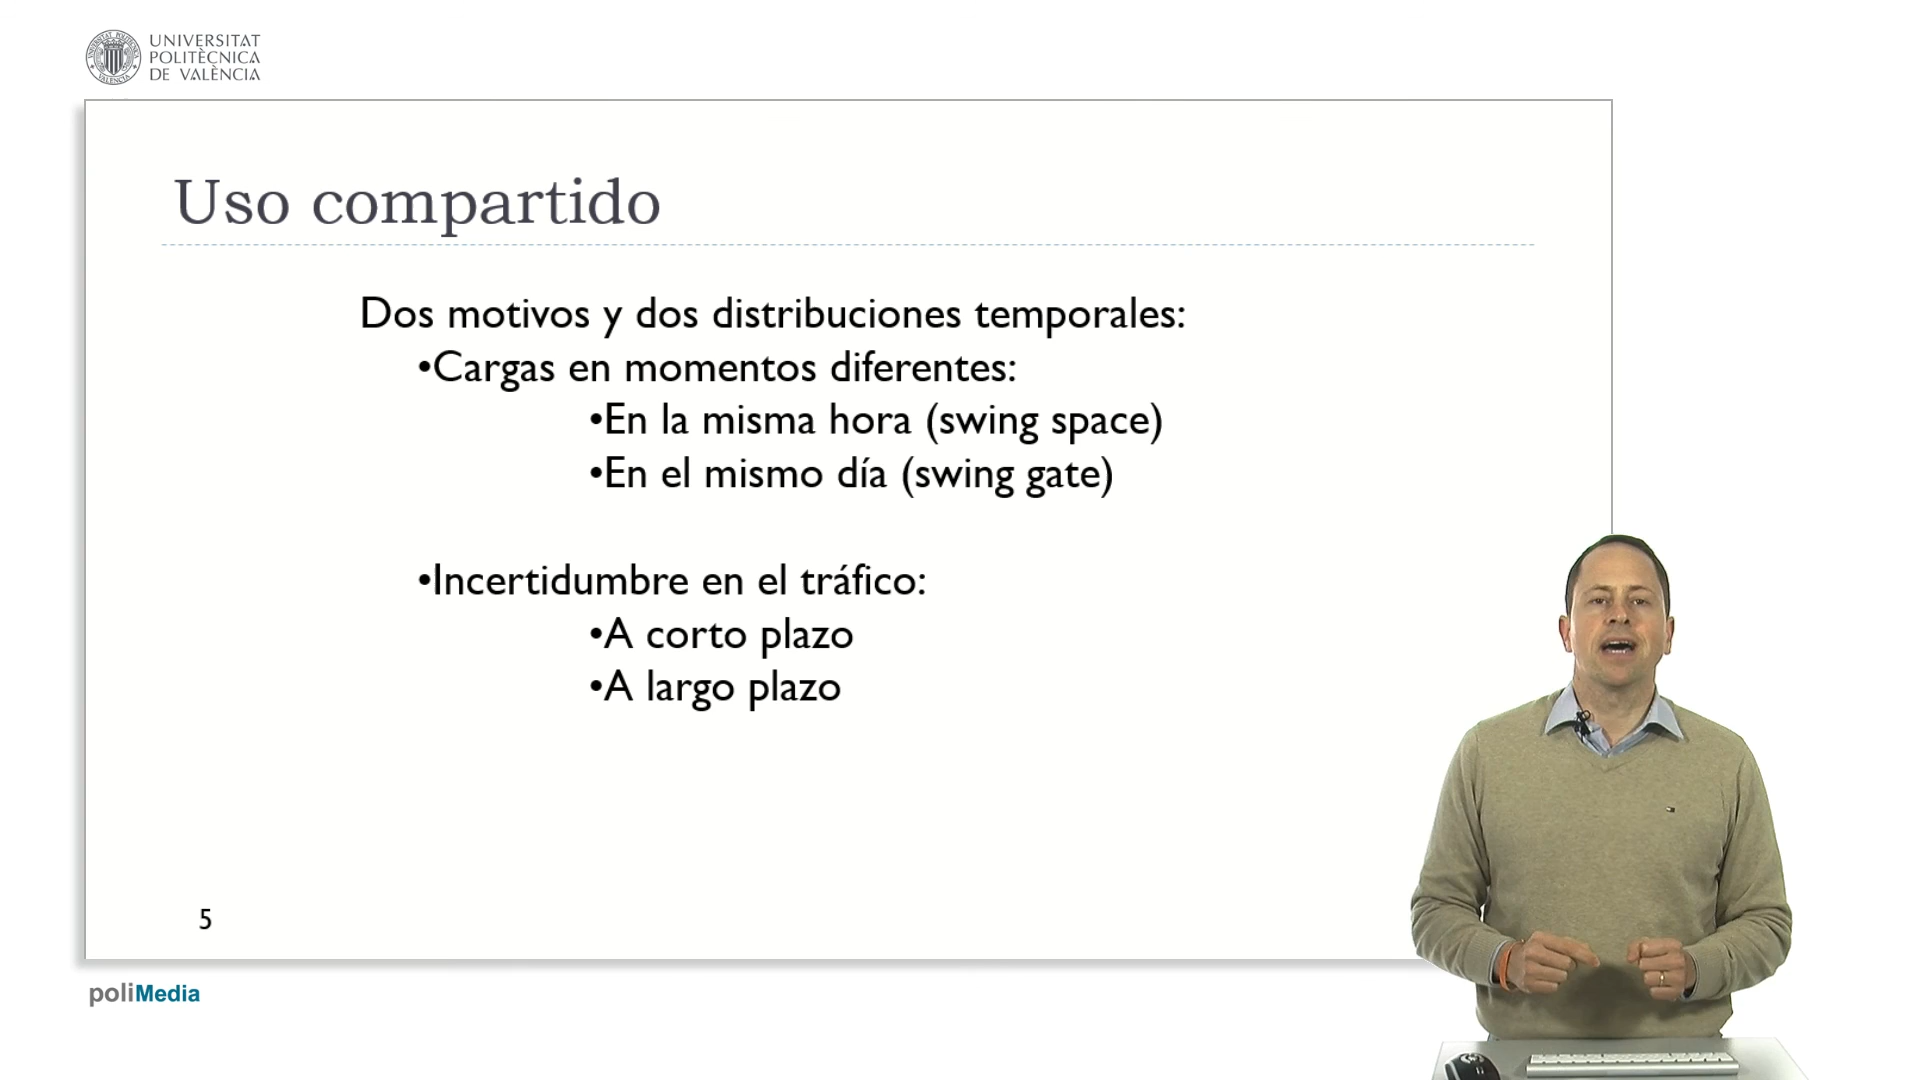 UNIVERSITAT
POLITÈCNICA
DE VALÈNCIA
Uso compartido
Dos motivos y dos distribuciones temporales:
•Cargas en momentos diferentes:
•En la misma hora (swing space)
•En el mismo día (swing gate)
•Incertidumbre en el tráfico:
•A corto plazo
•A largo plazo
5
poliMedia